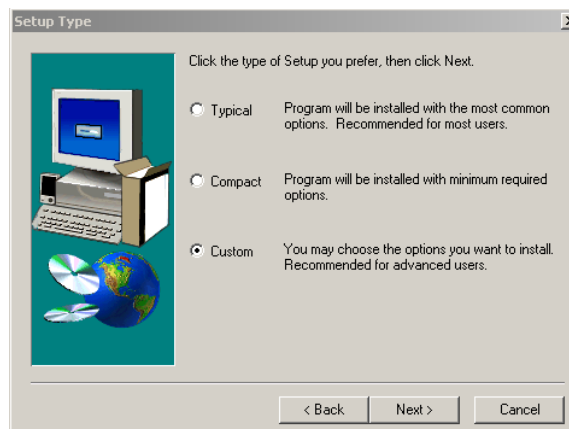 Setup Type
Click the type of Setup you prefer, then click Next.
Typical Program will be installed with the most common
options. Recommended for most users.
Compact Program will be installed with minimum required
options.
Custom You may choose the options you want to install.
Recommended for advanced users.
< Back Next > Cancel